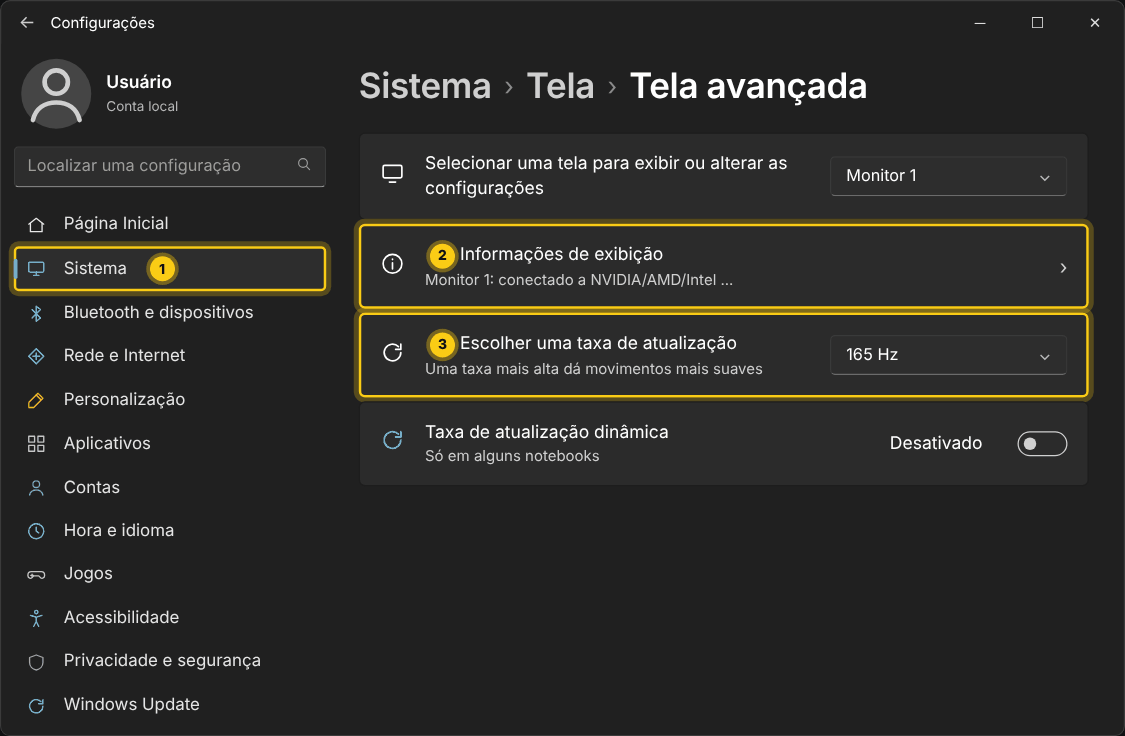 Configurações
Usuário
Conta local
Localizar uma configuração
Página Inicial
Sistema 1
Bluetooth e dispositivos
Rede e Internet
Personalização
Aplicativos
Contas
Hora e idioma
Jogos
Acessibilidade
Privacidade e segurança
Windows Update
Sistema › Tela › Tela avançada
Selecionar uma tela para exibir ou alterar as
configurações
Monitor 1
2 Informações de exibição
Monitor 1: conectado a NVIDIA/AMD/Intel ...
3 Escolher uma taxa de atualização
Uma taxa mais alta dá movimentos mais suaves
165 Hz
Taxa de atualização dinâmica
Só em alguns notebooks
Desativado